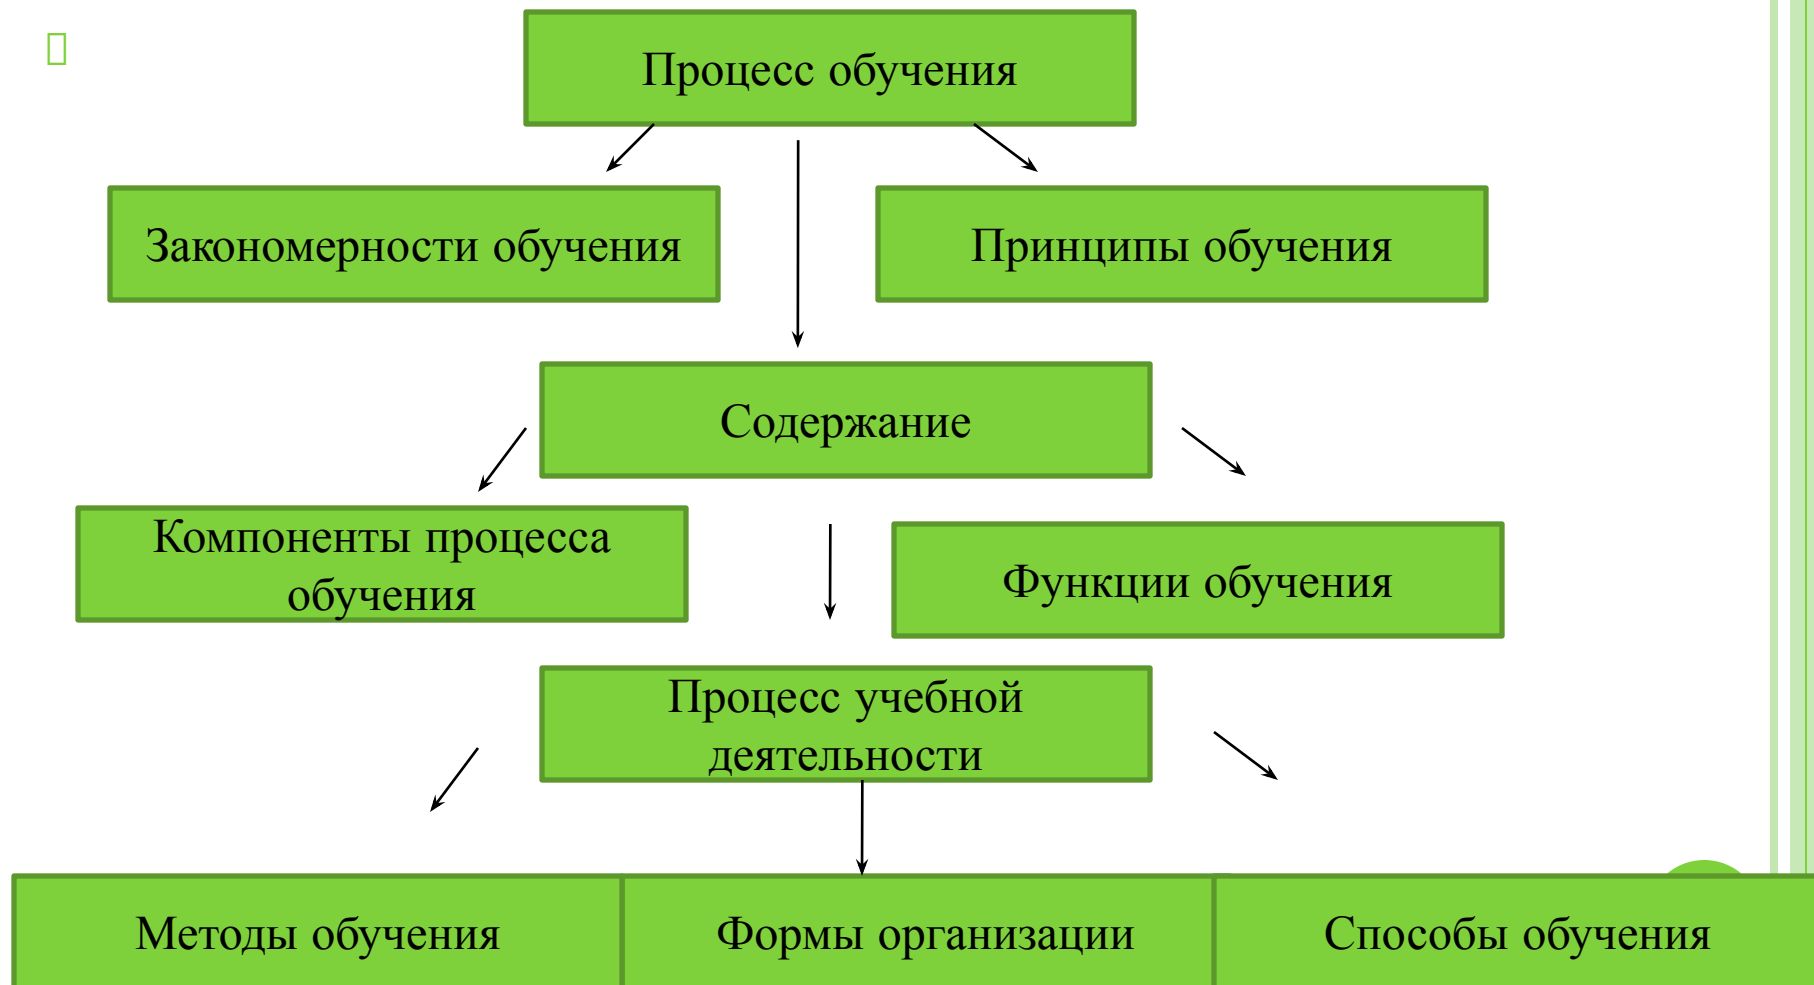 Процесс обучения
Закономерности обучения
Принципы обучения
Содержание
Компоненты процесса
обучения
Функции обучения
Процесс учебной
деятельности
Методы обучения
Формы организации
Способы обучения